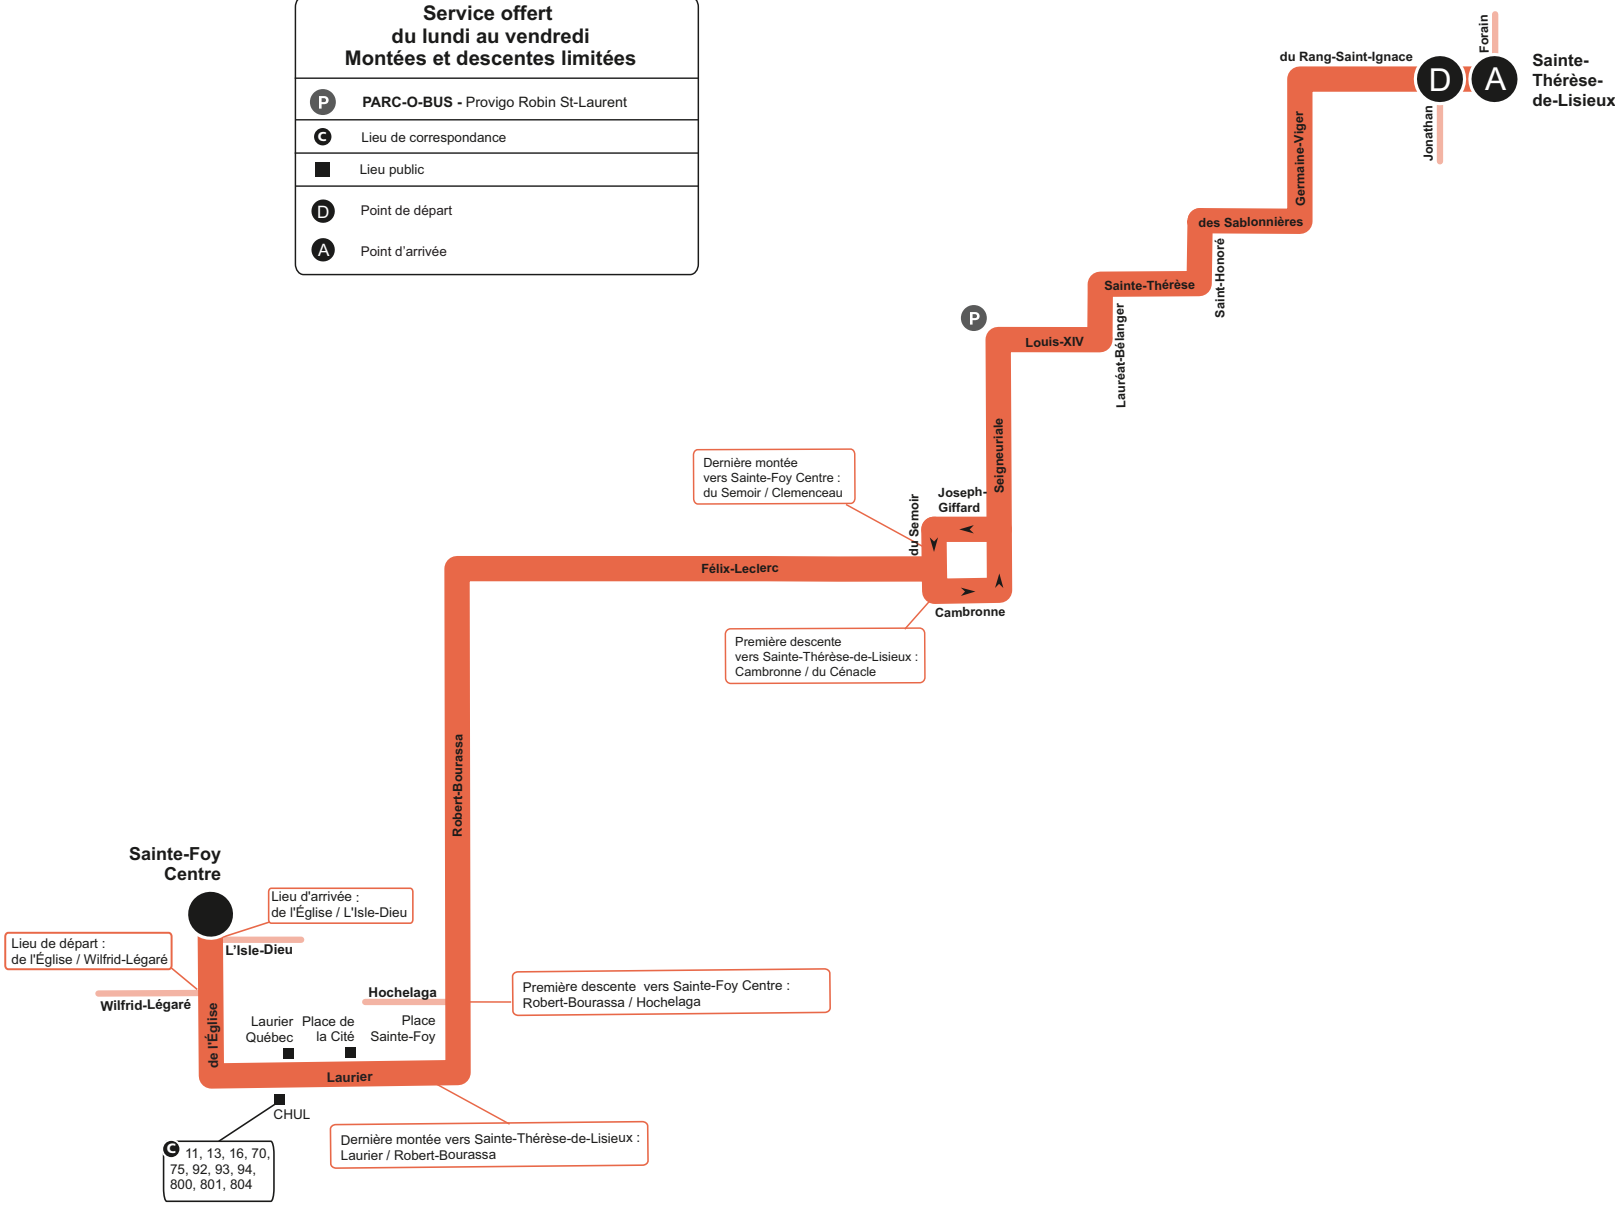 Service offert
du lundi au vendredi
Montées et descentes limitées
P PARC-O-BUS - Provigo Robin St-Laurent
C Lieu de correspondance
Lieu public
D Point de départ
A Point d'arrivée
Forain
du Rang-Saint-Ignace
D
A
Sainte-
Thérèse-
de-Lisieux
Jonathan
Germaine-Viger
des Sablonnières
Saint-Honoré
Sainte-Thérèse
Lauréat-Bélanger
P
Louis-XIV
Seigneuriale
Dernière montée
vers Sainte-Foy Centre :
du Semoir / Clemenceau
Joseph-
Giffard
du Semoir
Félix-Leclerc
Cambronne
Première descente
vers Sainte-Thérèse-de-Lisieux :
Cambronne / du Cénacle
Robert-Bourassa
Sainte-Foy
Centre
Lieu d'arrivée :
de l'Église / L'Isle-Dieu
Lieu de départ :
de l'Église / Wilfrid-Légaré
L'Isle-Dieu
Wilfrid-Légaré
de l'Église
Hochelaga
Première descente vers Sainte-Foy Centre :
Robert-Bourassa / Hochelaga
Laurier
Québec
Place de
la Cité
Place
Sainte-Foy
Laurier
CHUL
Dernière montée vers Sainte-Thérèse-de-Lisieux :
Laurier / Robert-Bourassa
C 11, 13, 16, 70,
75, 92, 93, 94,
800, 801, 804